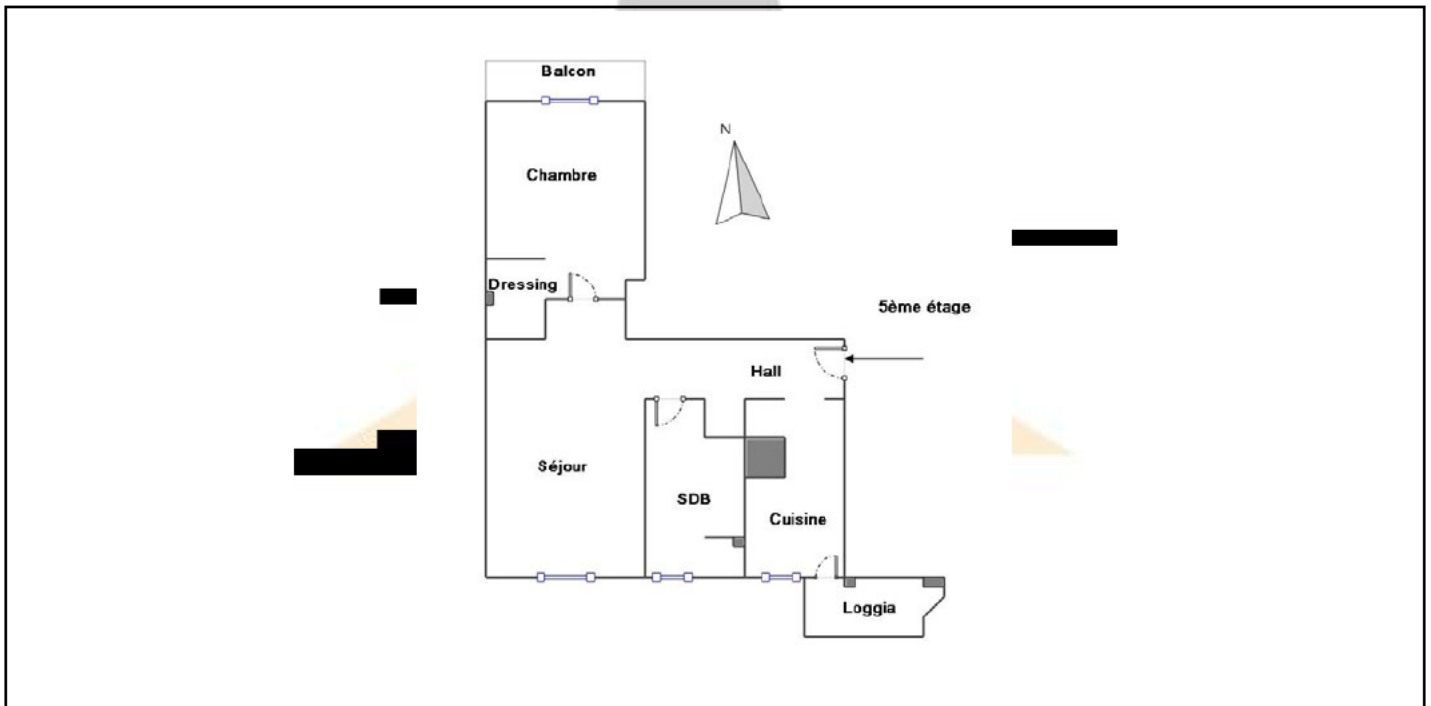 Balcon
N
Chambre
Dressing
5ème étage
Hall
Séjour
SDB
Cuisine
Loggia